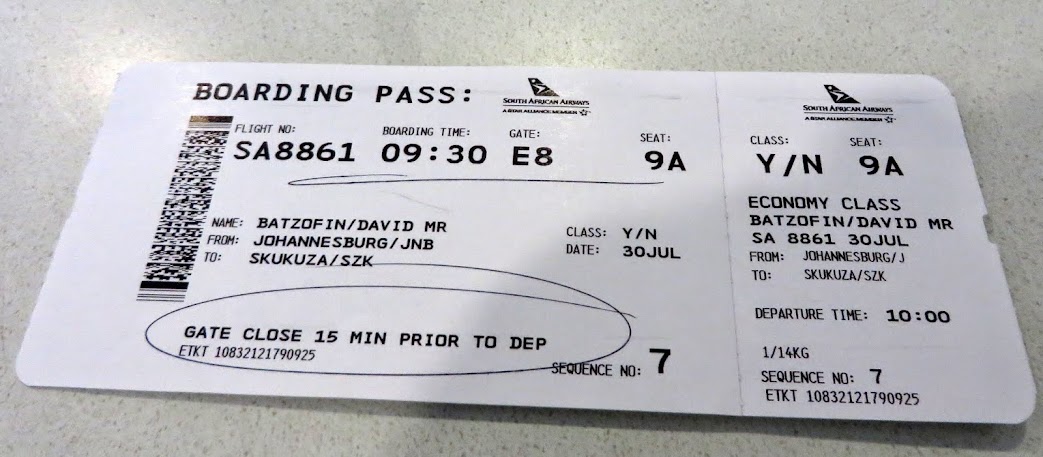 BOARDING PASS:
SOUTH AFRICAN AIRWAYS
A STAR ALLIANCE MEMBER
FLIGHT NO: BOARDING TIME: GATE: SEAT:
SA8861 09:30 E8 9A
NAME: BATZOFIN/DAVID MR
FROM: JOHANNESBURG/JNB
TO: SKUKUZA/SZK
CLASS: Y/N
DATE: 30JUL
GATE CLOSE 15 MIN PRIOR TO DEP
ETKT 10832121790925
SEQUENCE NO: 7
SOUTH AFRICAN AIRWAYS
A STAR ALLIANCE MEMBER
CLASS: SEAT:
Y/N 9A
ECONOMY CLASS
BATZOFIN/DAVID MR
SA 8861 30JUL
FROM: JOHANNESBURG/J
TO: SKUKUZA/SZK
DEPARTURE TIME: 10:00
1/14KG
SEQUENCE NO: 7
ETKT 10832121790925